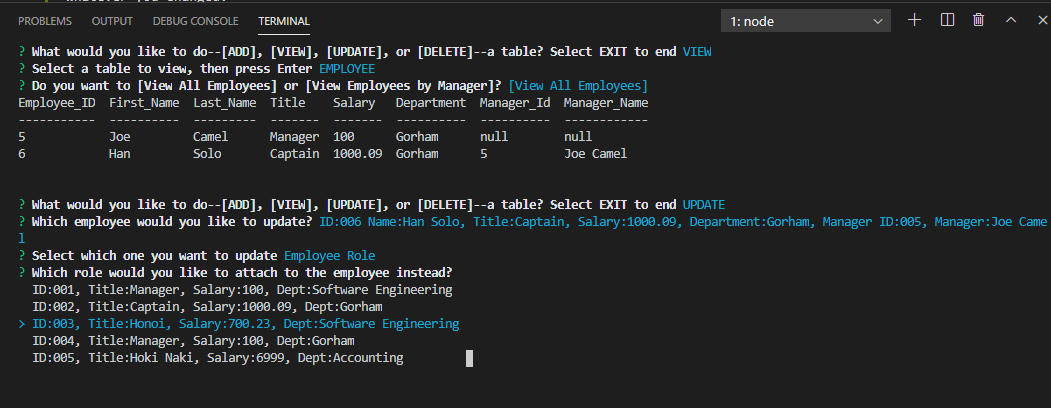 PROBLEMS OUTPUT DEBUG CONSOLE TERMINAL 1: node
? What would you like to do--[ADD], [VIEW], [UPDATE], or [DELETE]--a table? Select EXIT to end VIEW
? Select a table to view, then press Enter EMPLOYEE
? Do you want to [View All Employees] or [View Employees by Manager]? [View All Employees]
Employee_ID First_Name Last_Name Title Salary Department Manager_Id Manager_Name
----------- ---------- --------- ------- ------- ---------- ---------- ------------
5 Joe Camel Manager 100 Gorham null null
6 Han Solo Captain 1000.09 Gorham 5 Joe Camel
? What would you like to do--[ADD], [VIEW], [UPDATE], or [DELETE]--a table? Select EXIT to end UPDATE
? Which employee would you like to update? ID:006 Name:Han Solo, Title:Captain, Salary:1000.09, Department:Gorham, Manager ID:005, Manager:Joe Came
l
? Select which one you want to update Employee Role
? Which role would you like to attach to the employee instead?
ID:001, Title:Manager, Salary:100, Dept:Software Engineering
ID:002, Title:Captain, Salary:1000.09, Dept:Gorham
> ID:003, Title:Honoi, Salary:700.23, Dept:Software Engineering
ID:004, Title:Manager, Salary:100, Dept:Gorham
ID:005, Title:Hoki Naki, Salary:6999, Dept:Accounting